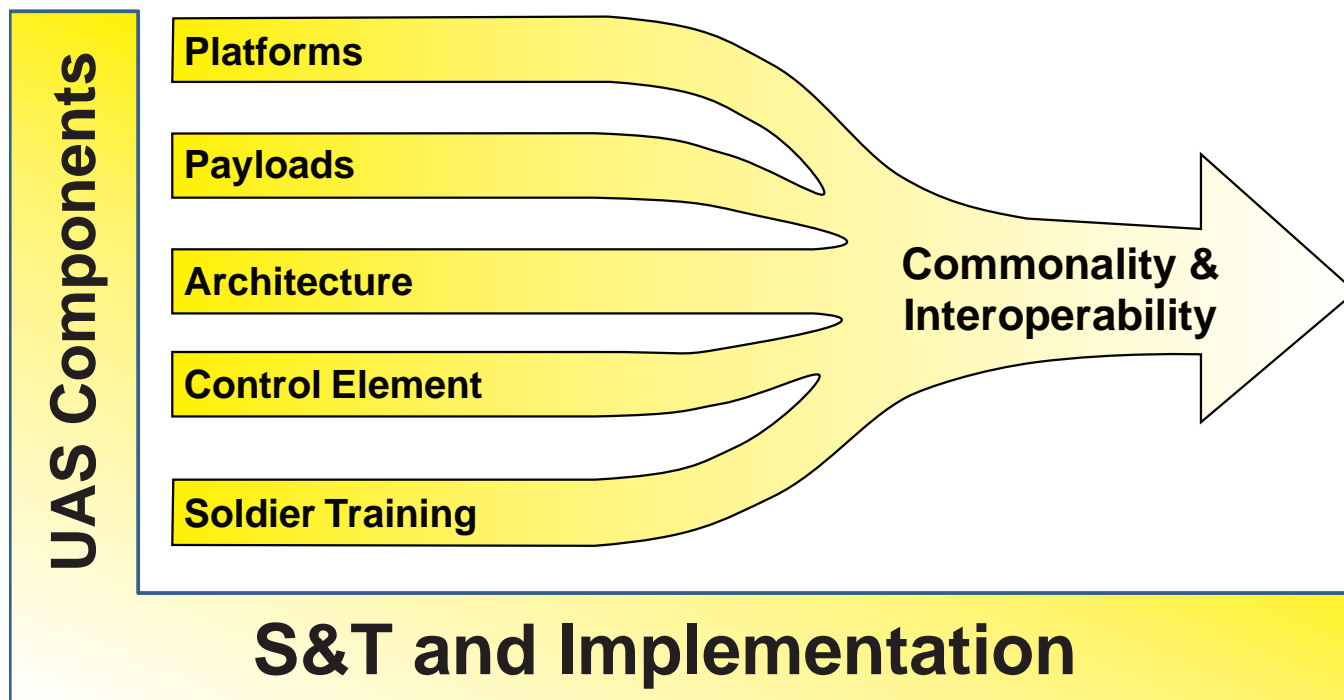 UAS Components
Platforms
Payloads
Architecture
Control Element
Soldier Training
Commonality &
Interoperability
S&T and Implementation